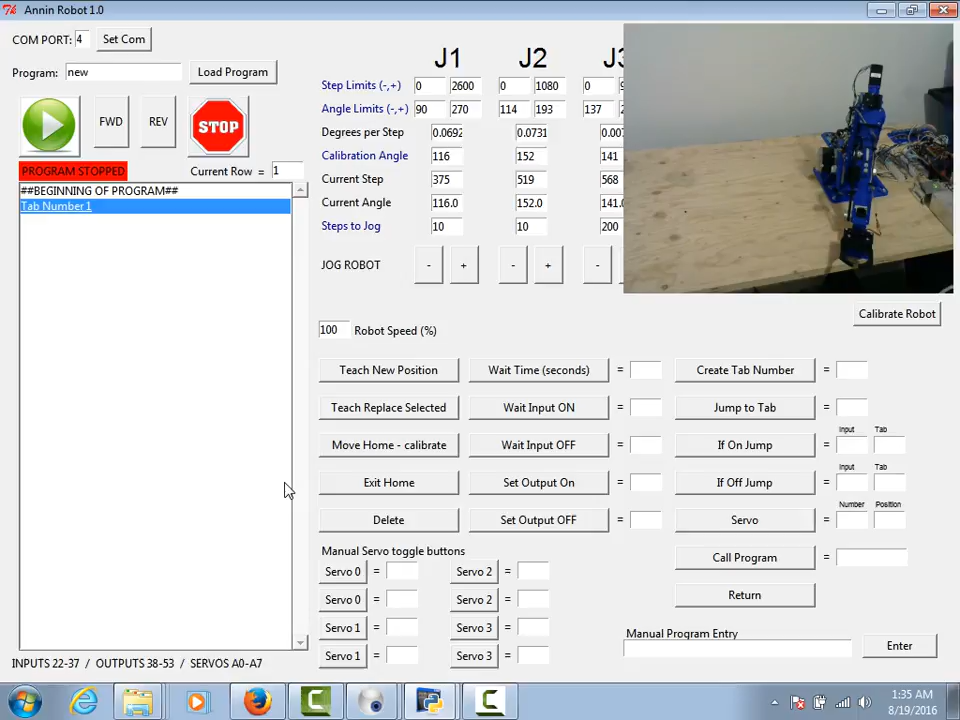 Annin Robot 1.0
COM PORT: 4 Set Com
Program: new Load Program
FWD REV STOP
PROGRAM STOPPED Current Row = 1
##BEGINNING OF PROGRAM##
Tab Number 1
INPUTS 22-37 / OUTPUTS 38-53 / SERVOS A0-A7
J1 J2
Step Limits (-,+) 0 2600 0 1080 0
Angle Limits (-,+) 90 270 114 193 137
Degrees per Step 0.0692 0.0731 0.007
Calibration Angle 116 152 141
Current Step 375 519 568
Current Angle 116.0 152.0 141.
Steps to Jog 10 10 200
JOG ROBOT - + - + -
Calibrate Robot
100 Robot Speed (%)
Teach New Position Wait Time (seconds) = Create Tab Number =
Teach Replace Selected Wait Input ON = Jump to Tab =
Input Tab
Move Home - calibrate Wait Input OFF = If On Jump =
Input Tab
Exit Home Set Output On = If Off Jump =
Number Position
Delete Set Output OFF = Servo =
Manual Servo toggle buttons
Call Program =
Servo 0 = Servo 2 =
Return
Servo 0 = Servo 2 =
Servo 1 = Servo 3 =
Manual Program Entry
Servo 1 = Servo 3 =
Enter
1:35 AM
8/19/2016